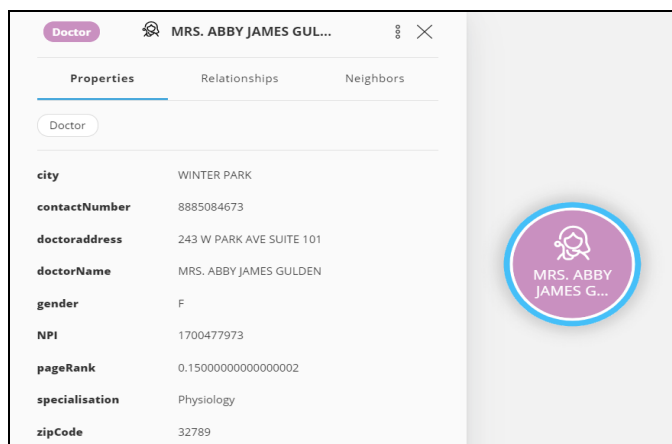 Doctor MRS. ABBY JAMES GUL...
Properties Relationships Neighbors
Doctor
city WINTER PARK
contactNumber 8885084673
doctoraddress 243 W PARK AVE SUITE 101
doctorName MRS. ABBY JAMES GULDEN
gender F
NPI 1700477973
pageRank 0.15000000000000002
specialisation Physiology
zipCode 32789
MRS. ABBY
JAMES G...